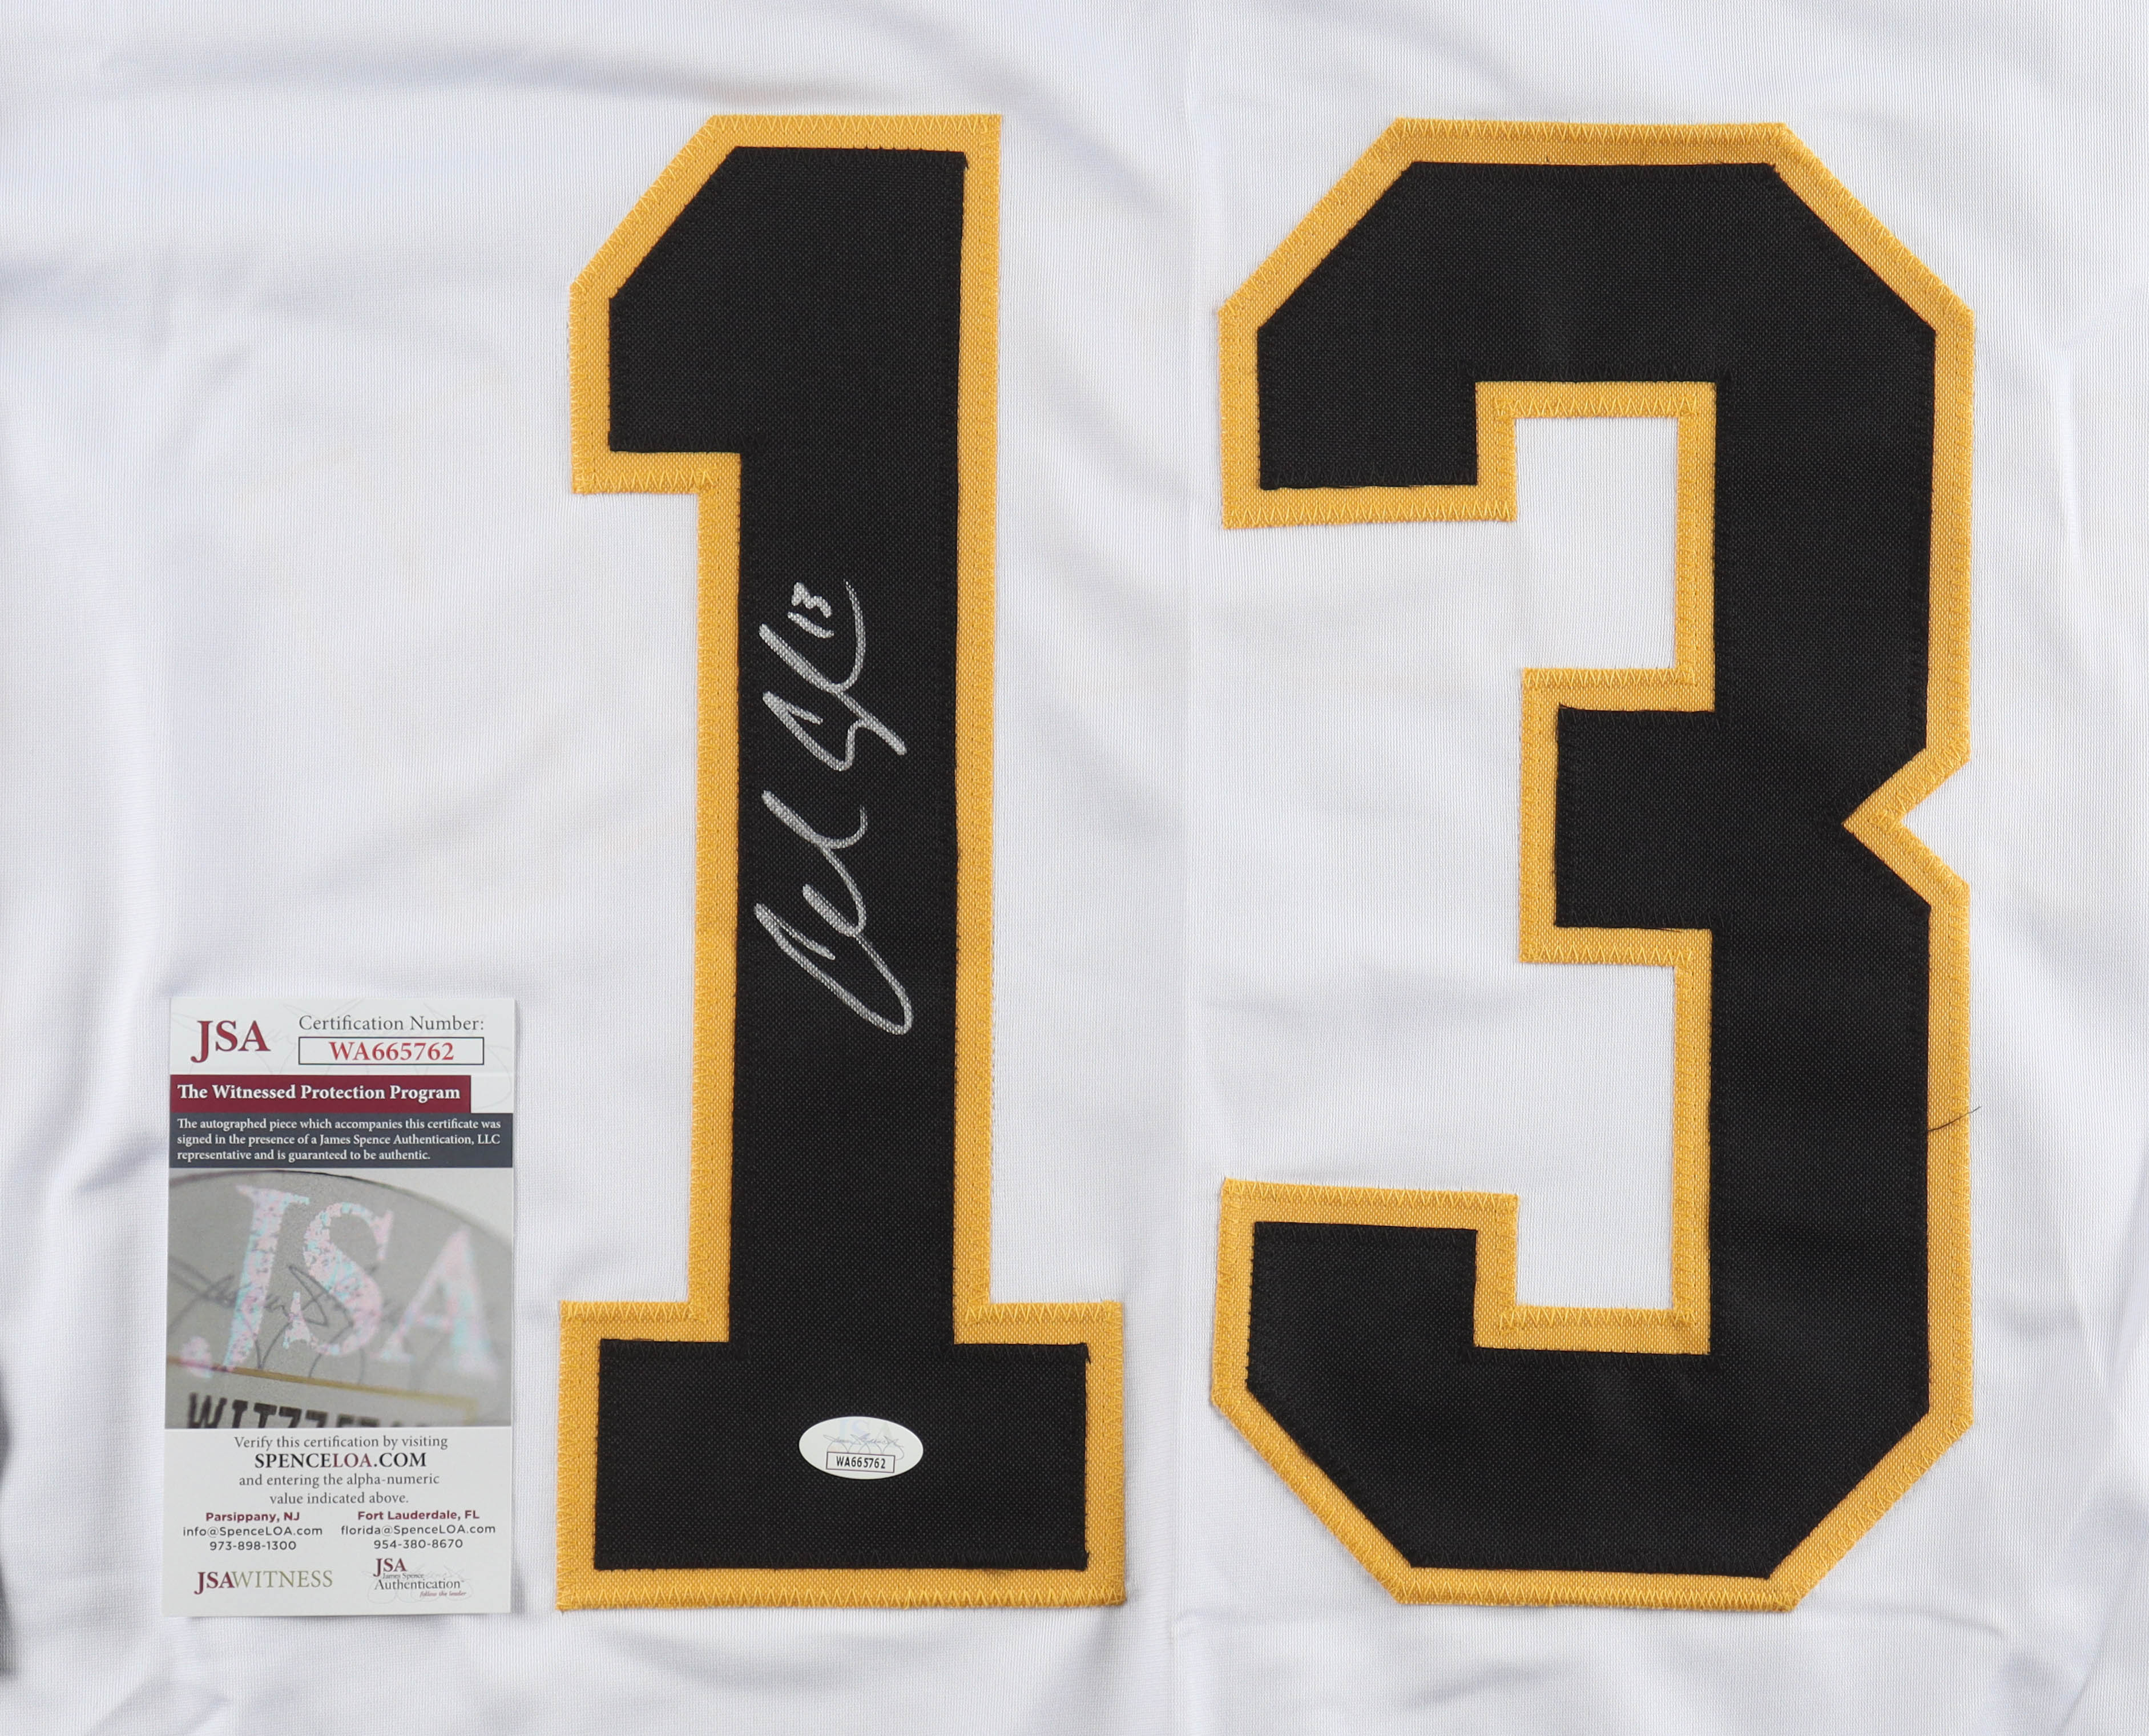 13
13
JSA
Certification Number:
WA665762
The Witnessed Protection Program
The autographed piece which accompanies this certificate was
signed in the presence of a James Spence Authentication, LLC
representative and is guaranteed to be authentic.
JSA
Verify this certification by visiting
SPENCELOA.COM
and entering the alpha-numeric
value indicated above.
Parsippany, NJ
info@SpenceLOA.com
973-898-1300
Fort Lauderdale, FL
florida@SpenceLOA.com
954-380-8670
JSAWITNESS
JSA
James Spence
Authentication
follow the leader
WA665762